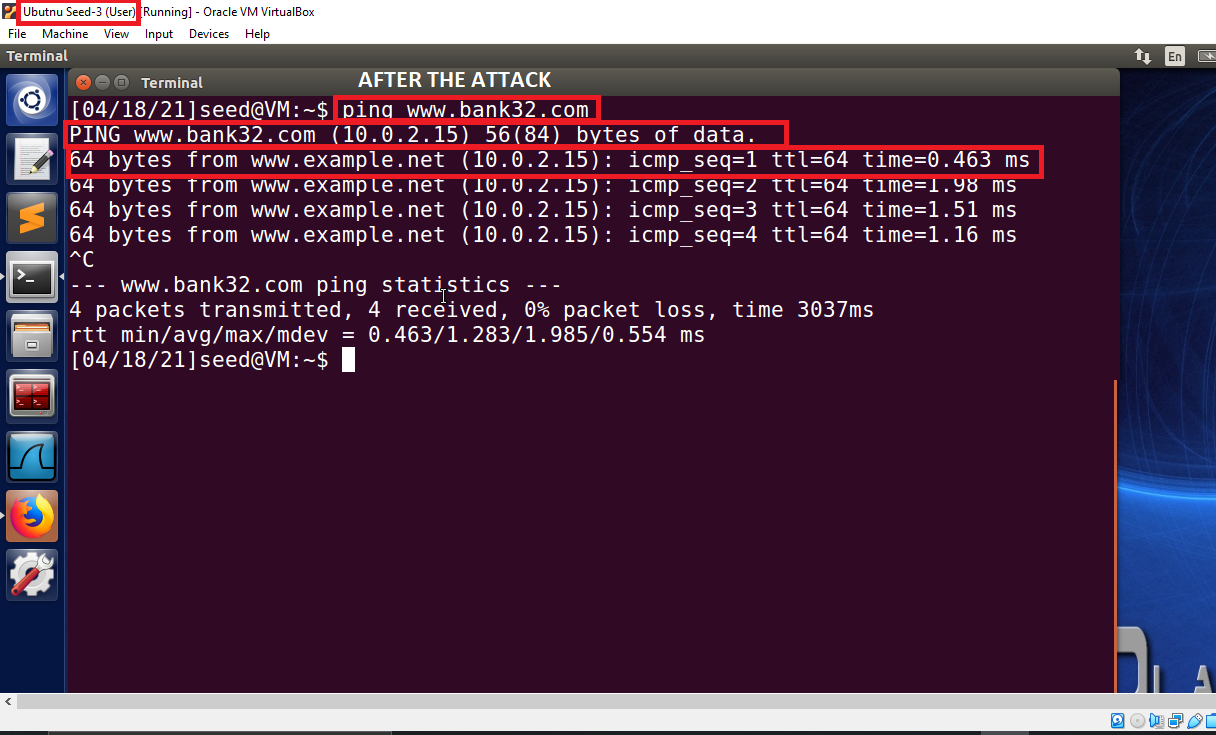 Ubutnu Seed-3 (User) [Running] - Oracle VM VirtualBox
File Machine View Input Devices Help
Terminal En
Terminal AFTER THE ATTACK
[04/18/21]seed@VM:~$ ping www.bank32.com
PING www.bank32.com (10.0.2.15) 56(84) bytes of data.
64 bytes from www.example.net (10.0.2.15): icmp_seq=1 ttl=64 time=0.463 ms
64 bytes from www.example.net (10.0.2.15): icmp_seq=2 ttl=64 time=1.98 ms
64 bytes from www.example.net (10.0.2.15): icmp_seq=3 ttl=64 time=1.51 ms
64 bytes from www.example.net (10.0.2.15): icmp_seq=4 ttl=64 time=1.16 ms
^C
--- www.bank32.com ping statistics ---
4 packets transmitted, 4 received, 0% packet loss, time 3037ms
rtt min/avg/max/mdev = 0.463/1.283/1.985/0.554 ms
[04/18/21]seed@VM:~$